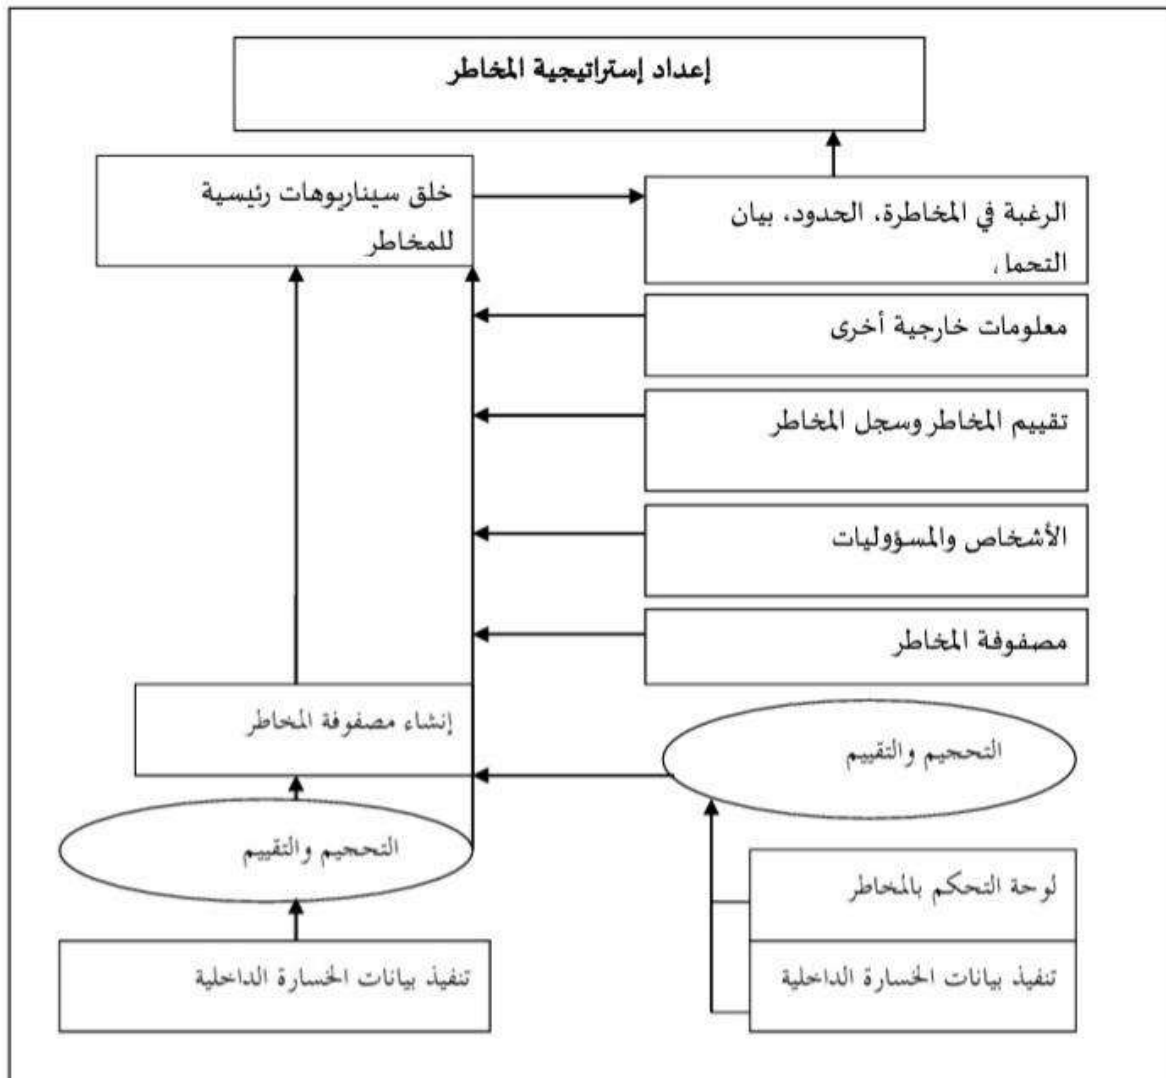 إعداد إستراتيجية المخاطر
خلق سيناريوهات رئيسية
للمخاطر
الرغبة في المخاطرة، الحدود، بيان
التحمل
معلومات خارجية أخرى
تقييم المخاطر وسجل المخاطر
الأشخاص والمسؤوليات
مصفوفة المخاطر
إنشاء مصفوفة المخاطر
التحجيم والتقييم
التحجيم والتقييم
لوحة التحكم بالمخاطر
تنفيذ بيانات الخسارة الداخلية
تنفيذ بيانات الخسارة الداخلية